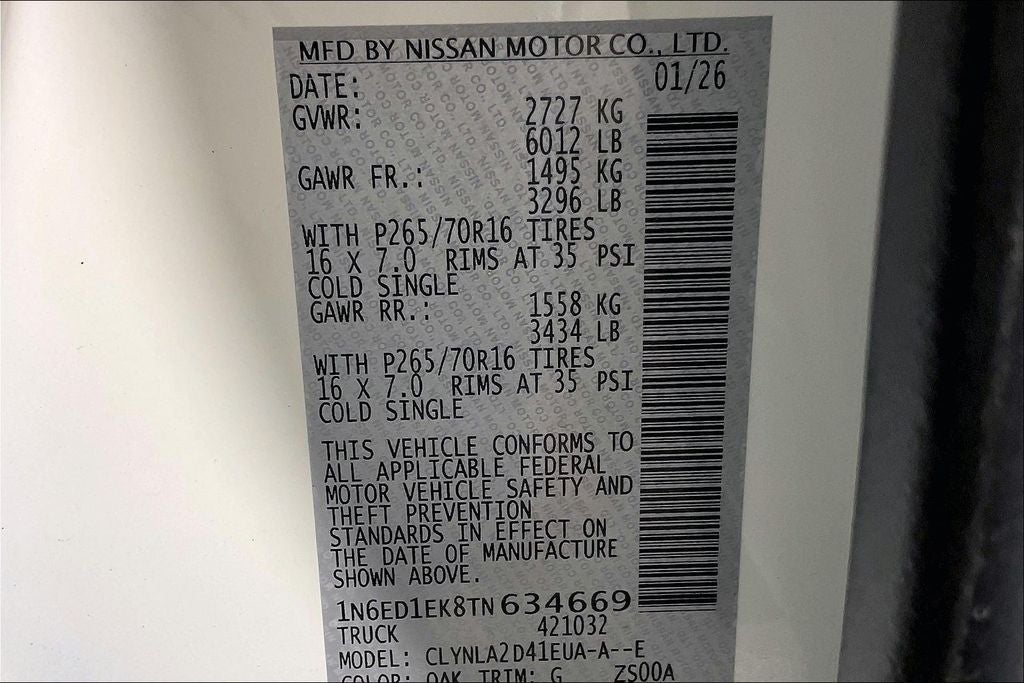 MFD BY NISSAN MOTOR CO., LTD.
DATE: 01/26
GVWR: 2727 KG
6012 LB
GAWR FR.: 1495 KG
3296 LB
WITH P265/70R16 TIRES
16 X 7.0 RIMS AT 35 PSI
COLD SINGLE
GAWR RR.: 1558 KG
3434 LB
WITH P265/70R16 TIRES
16 X 7.0 RIMS AT 35 PSI
COLD SINGLE
THIS VEHICLE CONFORMS TO
ALL APPLICABLE FEDERAL
MOTOR VEHICLE SAFETY AND
THEFT PREVENTION
STANDARDS IN EFFECT ON
THE DATE OF MANUFACTURE
SHOWN ABOVE.
1N6ED1EK8TN634669
TRUCK 421032
MODEL: CLYNLA2D41EUA-A--E
COLOR: QAK TRIM: G ZS00A